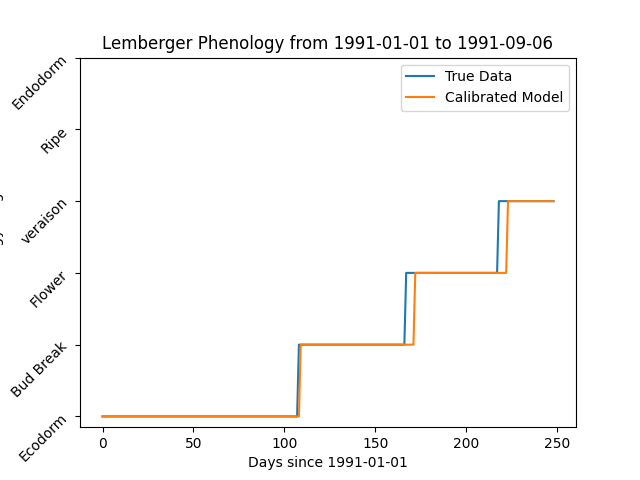 Lemberger Phenology from 1991-01-01 to 1991-09-06
True Data
Calibrated Model
Endodorm
Ripe
veraison
Flower
Bud Break
Ecodorm
0 50 100 150 200 250
Days since 1991-01-01